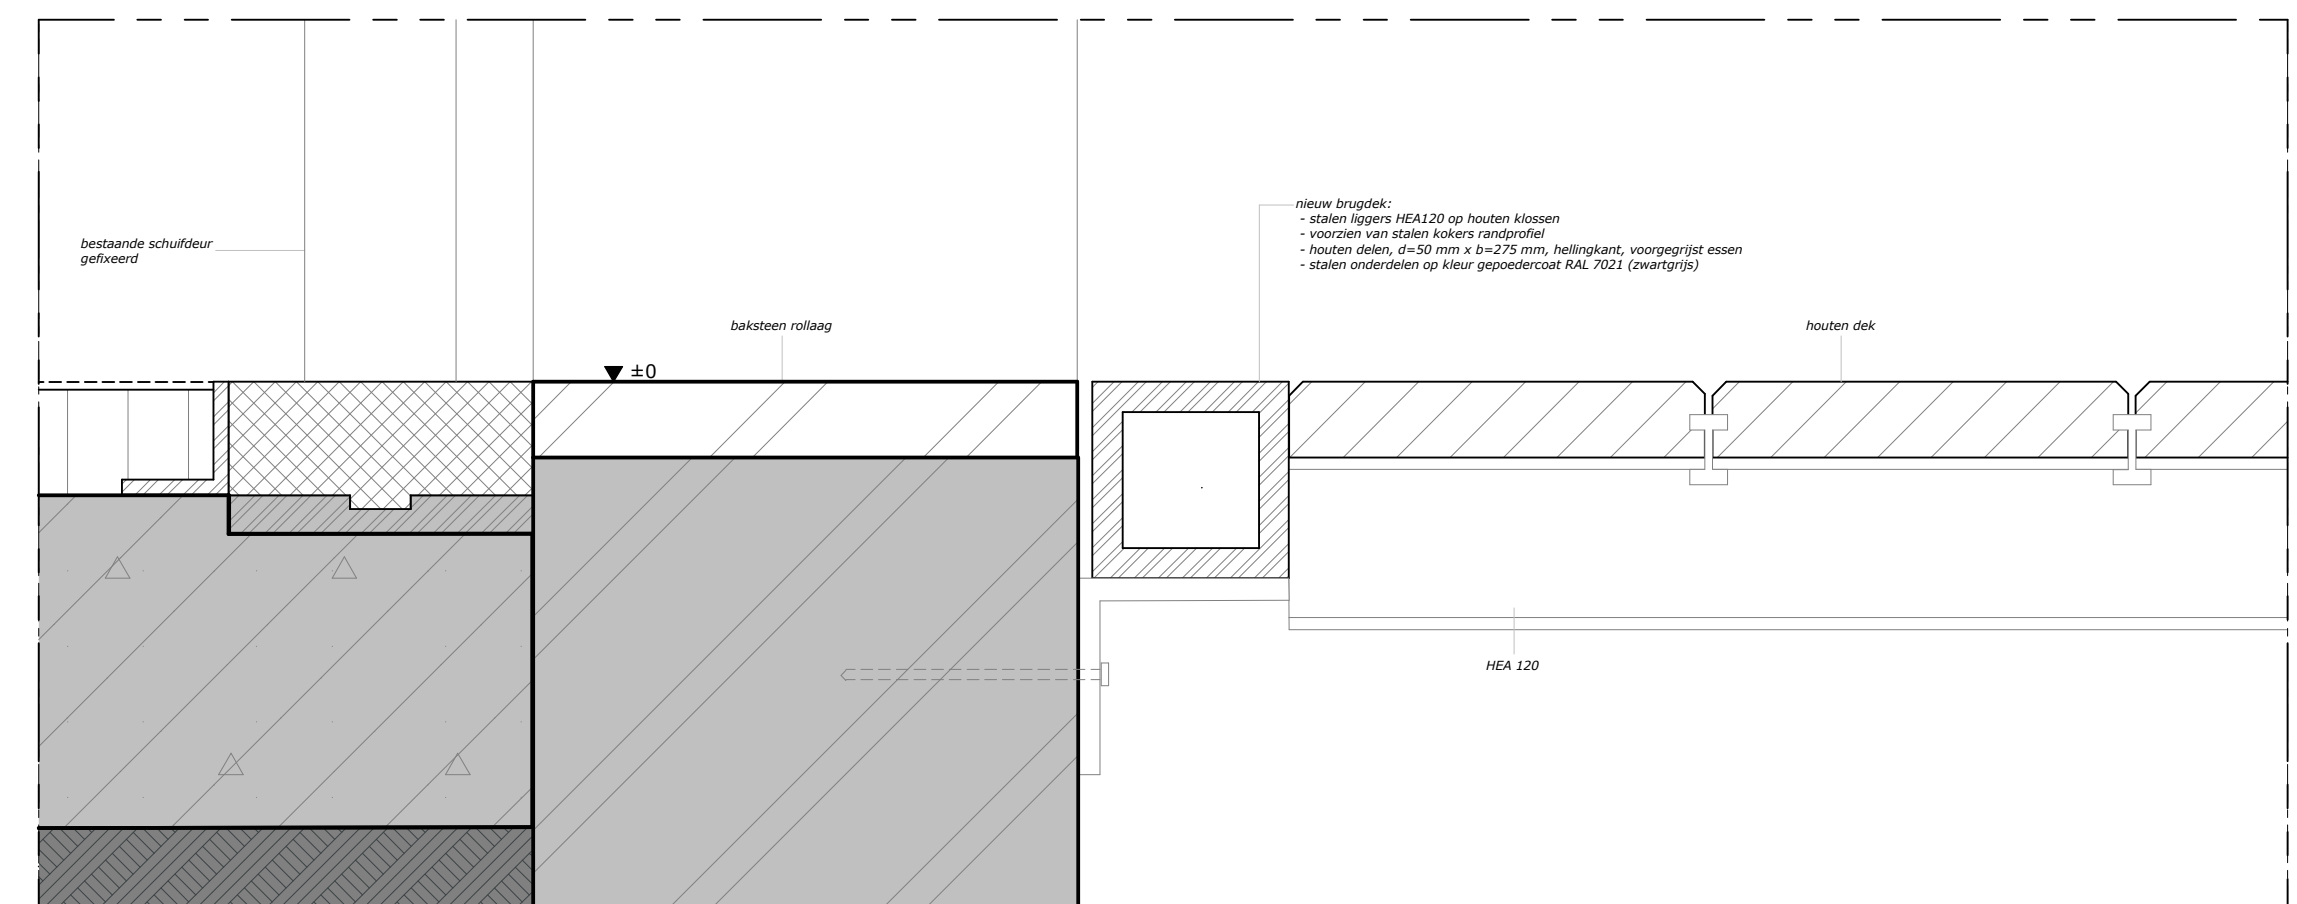 nieuw brugdek:
- stalen liggers HEA120 op houten klossen
- voorzien van stalen kokers randprofiel
- houten delen, d=50 mm x b=275 mm, hellingkant, voorgegrijst essen
- stalen onderdelen op kleur gepoedercoat RAL 7021 (zwartgrijs)
bestaande schuifdeur
gefixeerd
baksteen rollaag
houten dek
±0
HEA 120